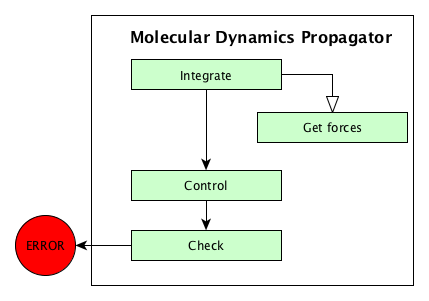 Molecular Dynamics Propagator
Integrate
Get forces
Control
Check
ERROR